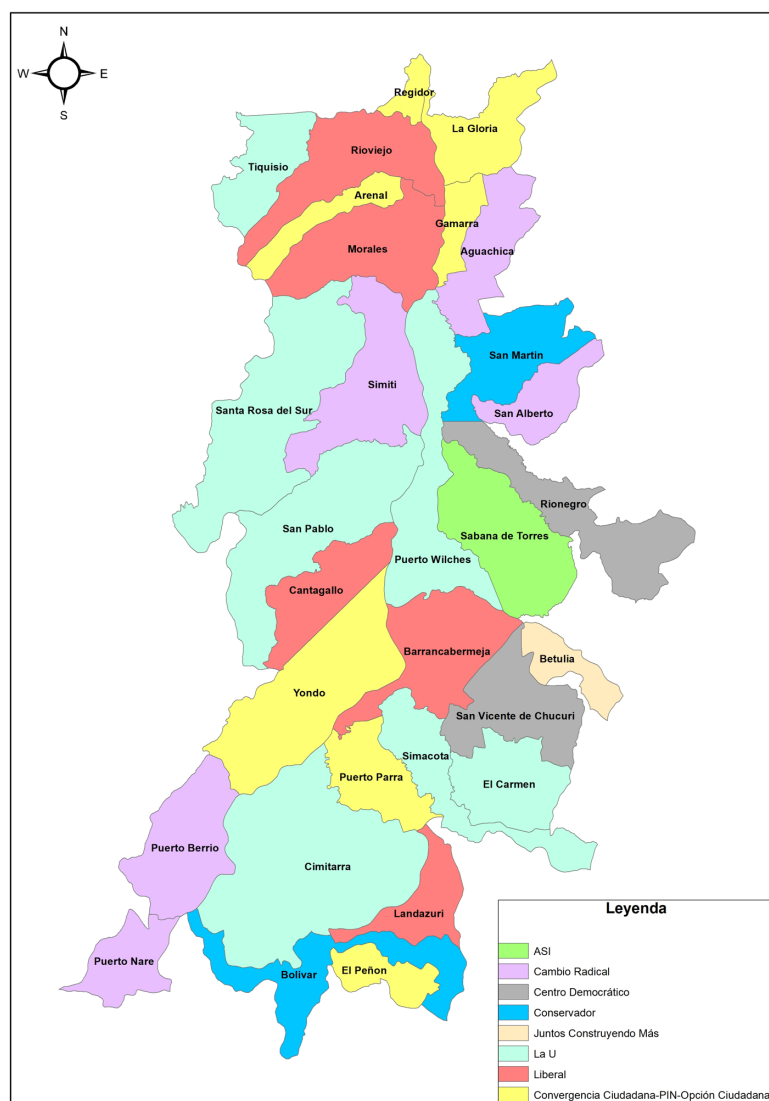 N
W E
S
Regidor
La Gloria
Rioviejo
Tiquisio
Arenal
Gamarra
Morales
Aguachica
San Martin
Simiti
Santa Rosa del Sur
San Alberto
Rionegro
San Pablo
Sabana de Torres
Puerto Wilches
Cantagallo
Barrancabermeja
Betulia
Yondo
San Vicente de Chucuri
Simacota
Puerto Parra
El Carmen
Puerto Berrio
Cimitarra
Landazuri
Puerto Nare
Bolivar
El Peñon
Leyenda
ASI
Cambio Radical
Centro Democrático
Conservador
Juntos Construyendo Más
La U
Liberal
Convergencia Ciudadana-PIN-Opción Ciudadana